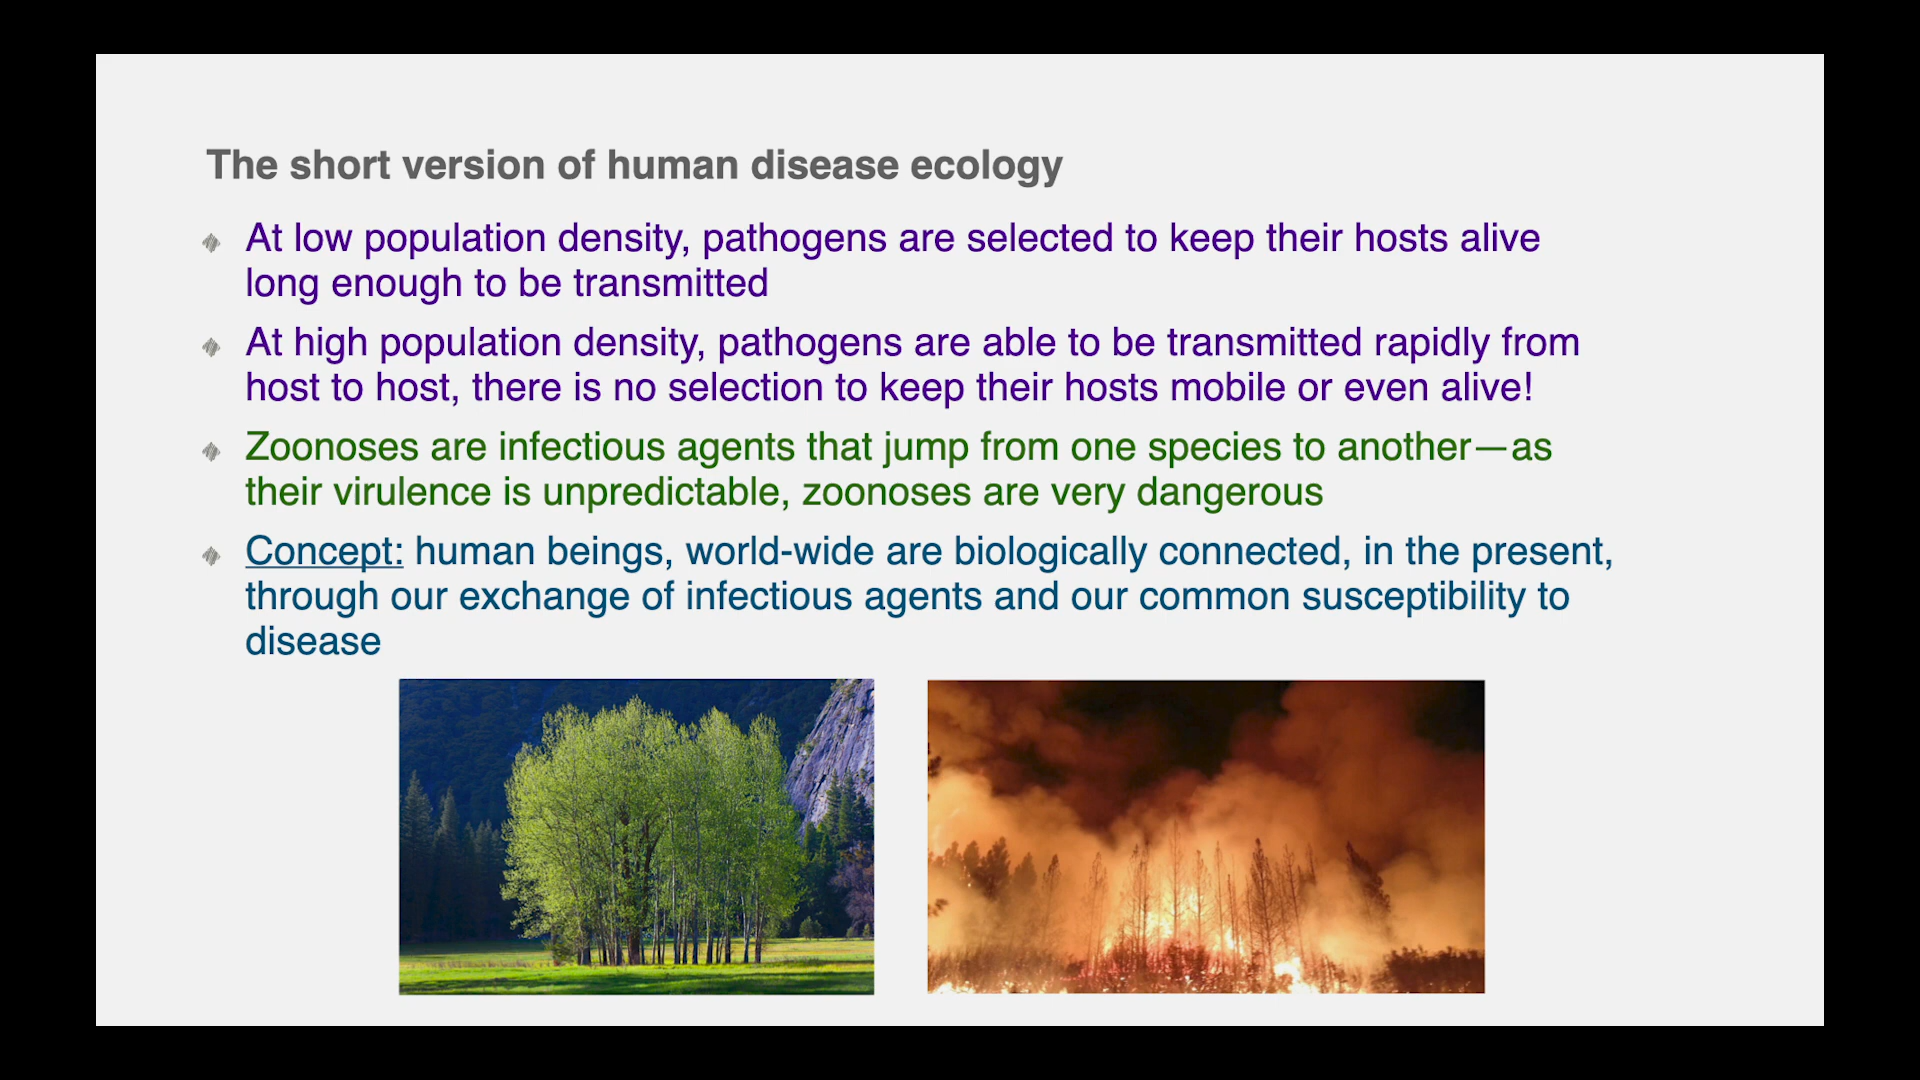 The short version of human disease ecology
At low population density, pathogens are selected to keep their hosts alive
long enough to be transmitted
At high population density, pathogens are able to be transmitted rapidly from
host to host, there is no selection to keep their hosts mobile or even alive!
Zoonoses are infectious agents that jump from one species to another—as
their virulence is unpredictable, zoonoses are very dangerous
Concept: human beings, world-wide are biologically connected, in the present,
through our exchange of infectious agents and our common susceptibility to
disease